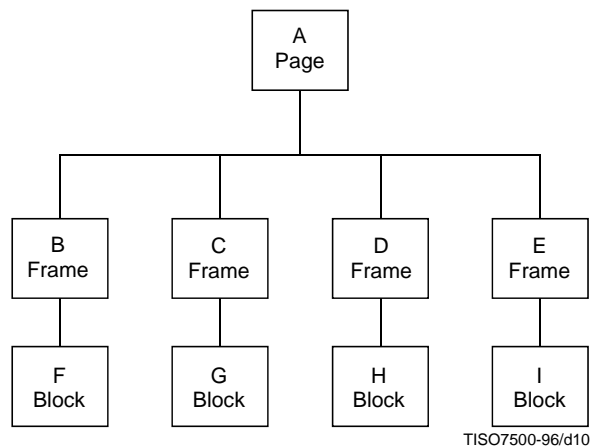 A
Page
B
Frame
C
Frame
D
Frame
E
Frame
F
Block
G
Block
H
Block
I
Block
TISO7500-96/d10